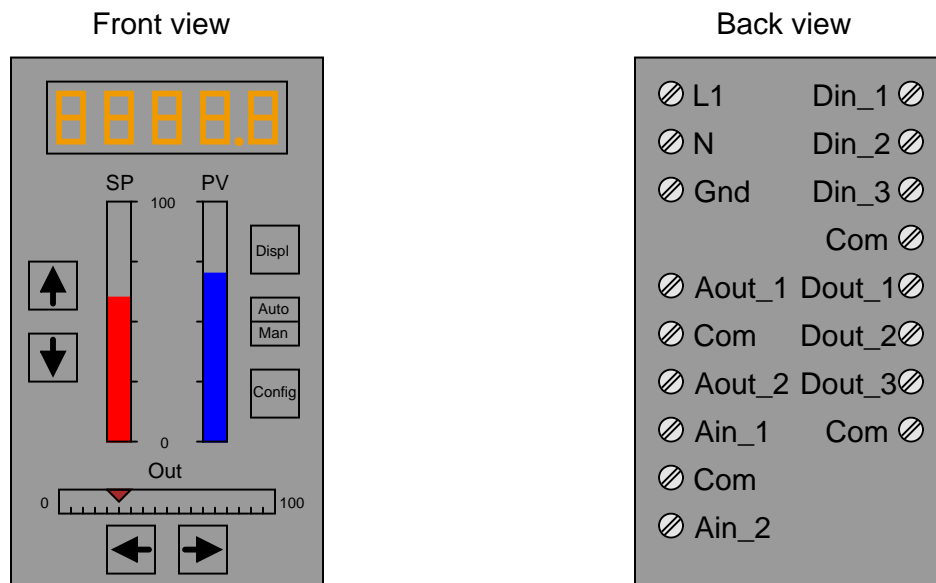 Front view
8888.8
SP PV
100
Displ
Auto
Man
Config
0
Out
0 100
Back view
L1 Din_1
N Din_2
Gnd Din_3
Com
Aout_1 Dout_1
Com Dout_2
Aout_2 Dout_3
Ain_1 Com
Com
Ain_2